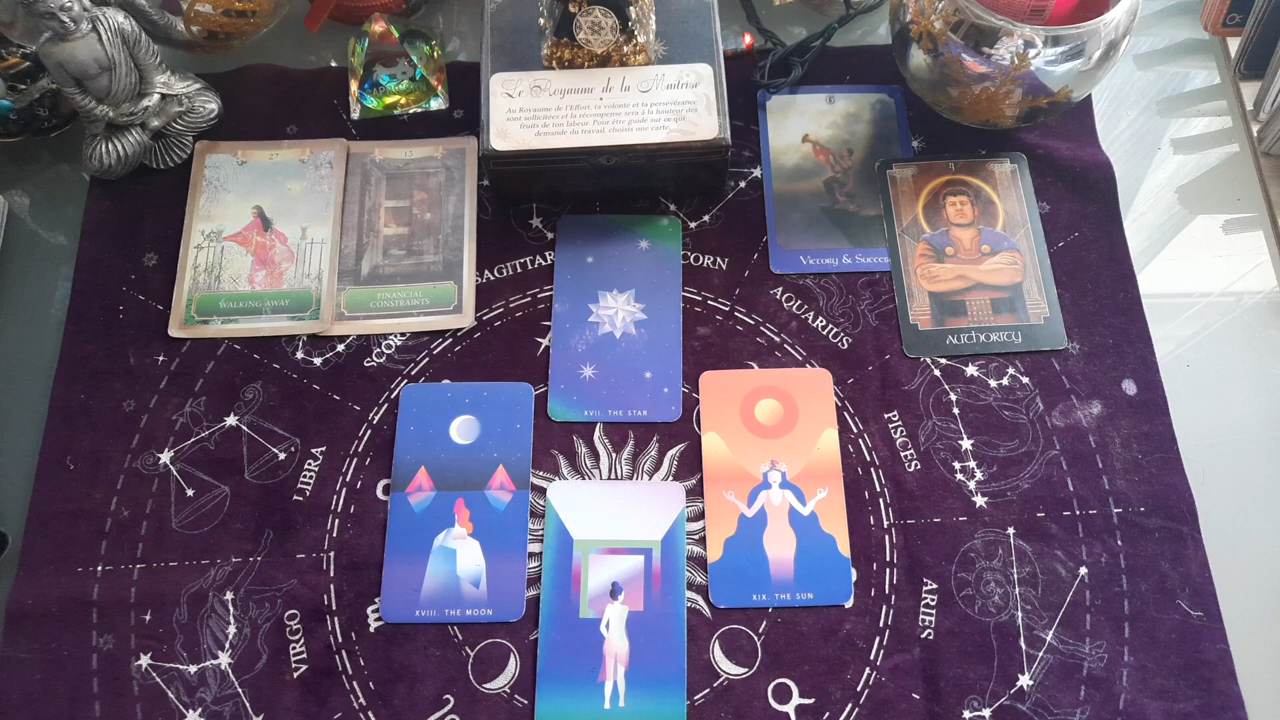 Le Royaume de la Maîtrise
Au Royaume de l'Effort, ta volonté et ta persévérance
sont sollicitées et la récompense sera à la hauteur des
fruits de ton labeur. Pour être guidé sur ce qui
demande du travail, choisis une carte.
27
WALKING AWAY
13
FINANCIAL
CONSTRAINTS
6
VICTORY & SUCCESS
4
AUTHORITY
SAGITTAR
CORN
AQUARIUS
SCOR
PISCES
LIBRA
ARIES
VIRGO
XVII. THE STAR
XVIII. THE MOON
XIX. THE SUN